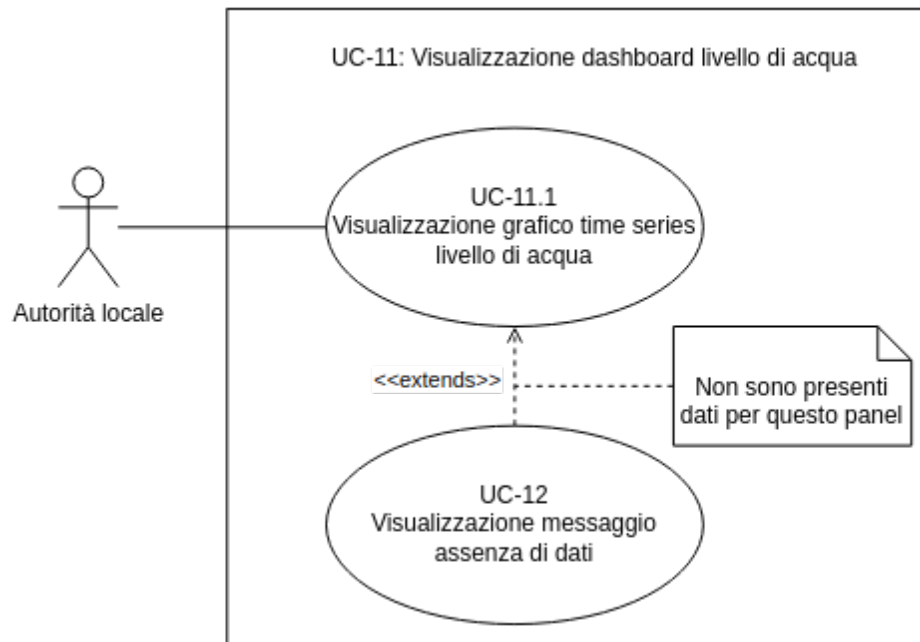 UC-11: Visualizzazione dashboard livello di acqua
UC-11.1
Visualizzazione grafico time series
livello di acqua
Autorità locale
<<extends>>
Non sono presenti
dati per questo panel
UC-12
Visualizzazione messaggio
assenza di dati